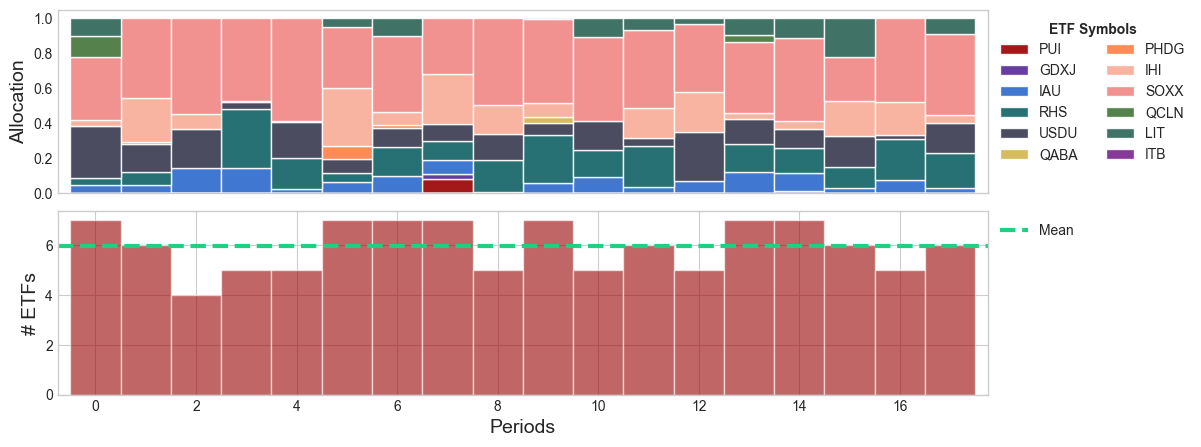 Allocation
1.0
0.8
0.6
0.4
0.2
0.0
ETF Symbols
PUI PHDG
GDXJ IHI
IAU SOXX
RHS QCLN
USDU LIT
QABA ITB
# ETFs
6
4
2
0
Mean
0 2 4 6 8 10 12 14 16
Periods